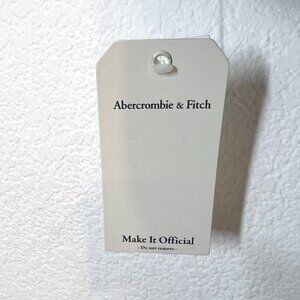 Abercrombie & Fitch
Make It Official
- Do not remove -